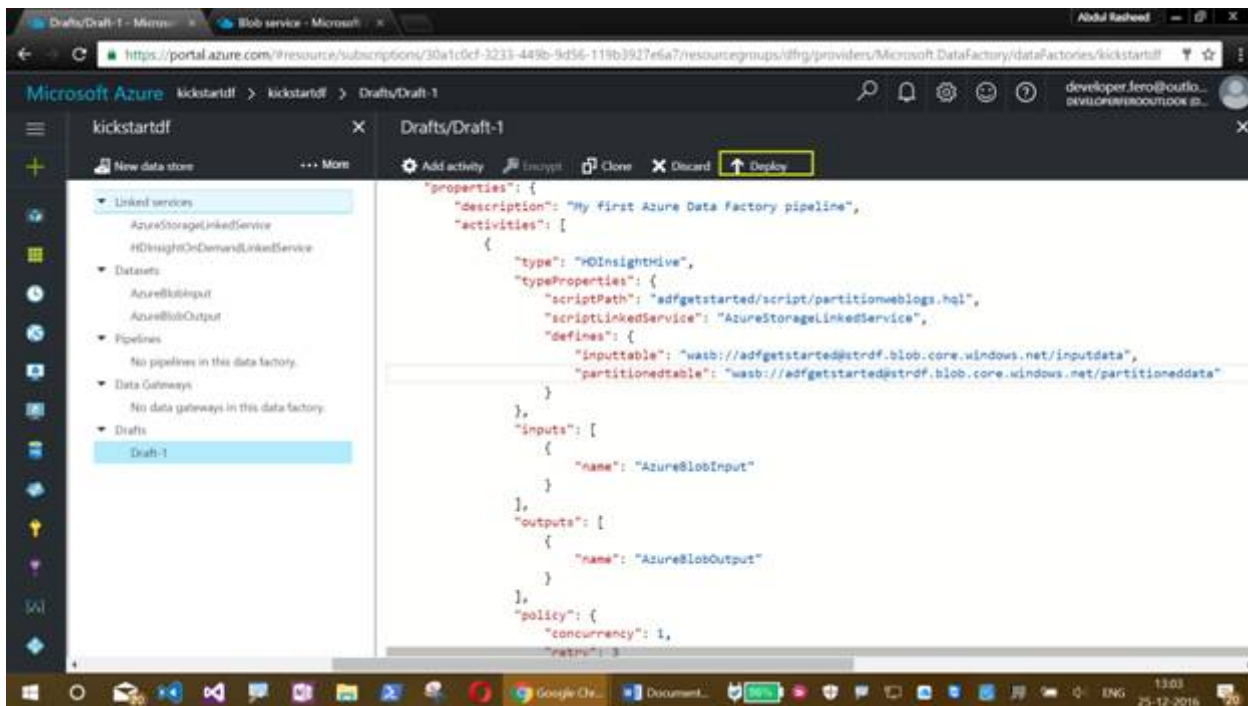 Drafts/Draft-1 - Micros
Blob service - Microsoft
Abdul Rasheed
https://portal.azure.com/#resource/subscriptions/30a1c0cf-3233-449b-9d56-119b3927e6a7/resourcegroups/dfrg/providers/Microsoft.DataFactory/dataFactories/kickstartdf
Microsoft Azure kickstartdf > kickstartdf > Drafts/Draft-1
developer.fero@outlo...
kickstartdf
Drafts/Draft-1
New data store ··· More
Add activity Encrypt Clone Discard Deploy
Linked services
AzureStorageLinkedService
HDInsightOnDemandLinkedService
Datasets
AzureBlobInput
AzureBlobOutput
Pipelines
No pipelines in this data factory.
Data Gateways
No data gateways in this data factory.
Drafts
Draft-1
"properties": {
"description": "My first Azure Data Factory pipeline",
"activities": [
{
"type": "HDInsightHive",
"typeProperties": {
"scriptPath": "adfgetstarted/script/partitionweblogs.hql",
"scriptLinkedService": "AzureStorageLinkedService",
"defines": {
"inputtable": "wasb://adfgetstarted@strdf.blob.core.windows.net/inputdata",
"partitionedtable": "wasb://adfgetstarted@strdf.blob.core.windows.net/partitioneddata"
}
},
"inputs": [
{
"name": "AzureBlobInput"
}
],
"outputs": [
{
"name": "AzureBlobOutput"
}
],
"policy": {
"concurrency": 1,
"retry": 3
Google Ch... Document... ENG
13:03
25-12-2016